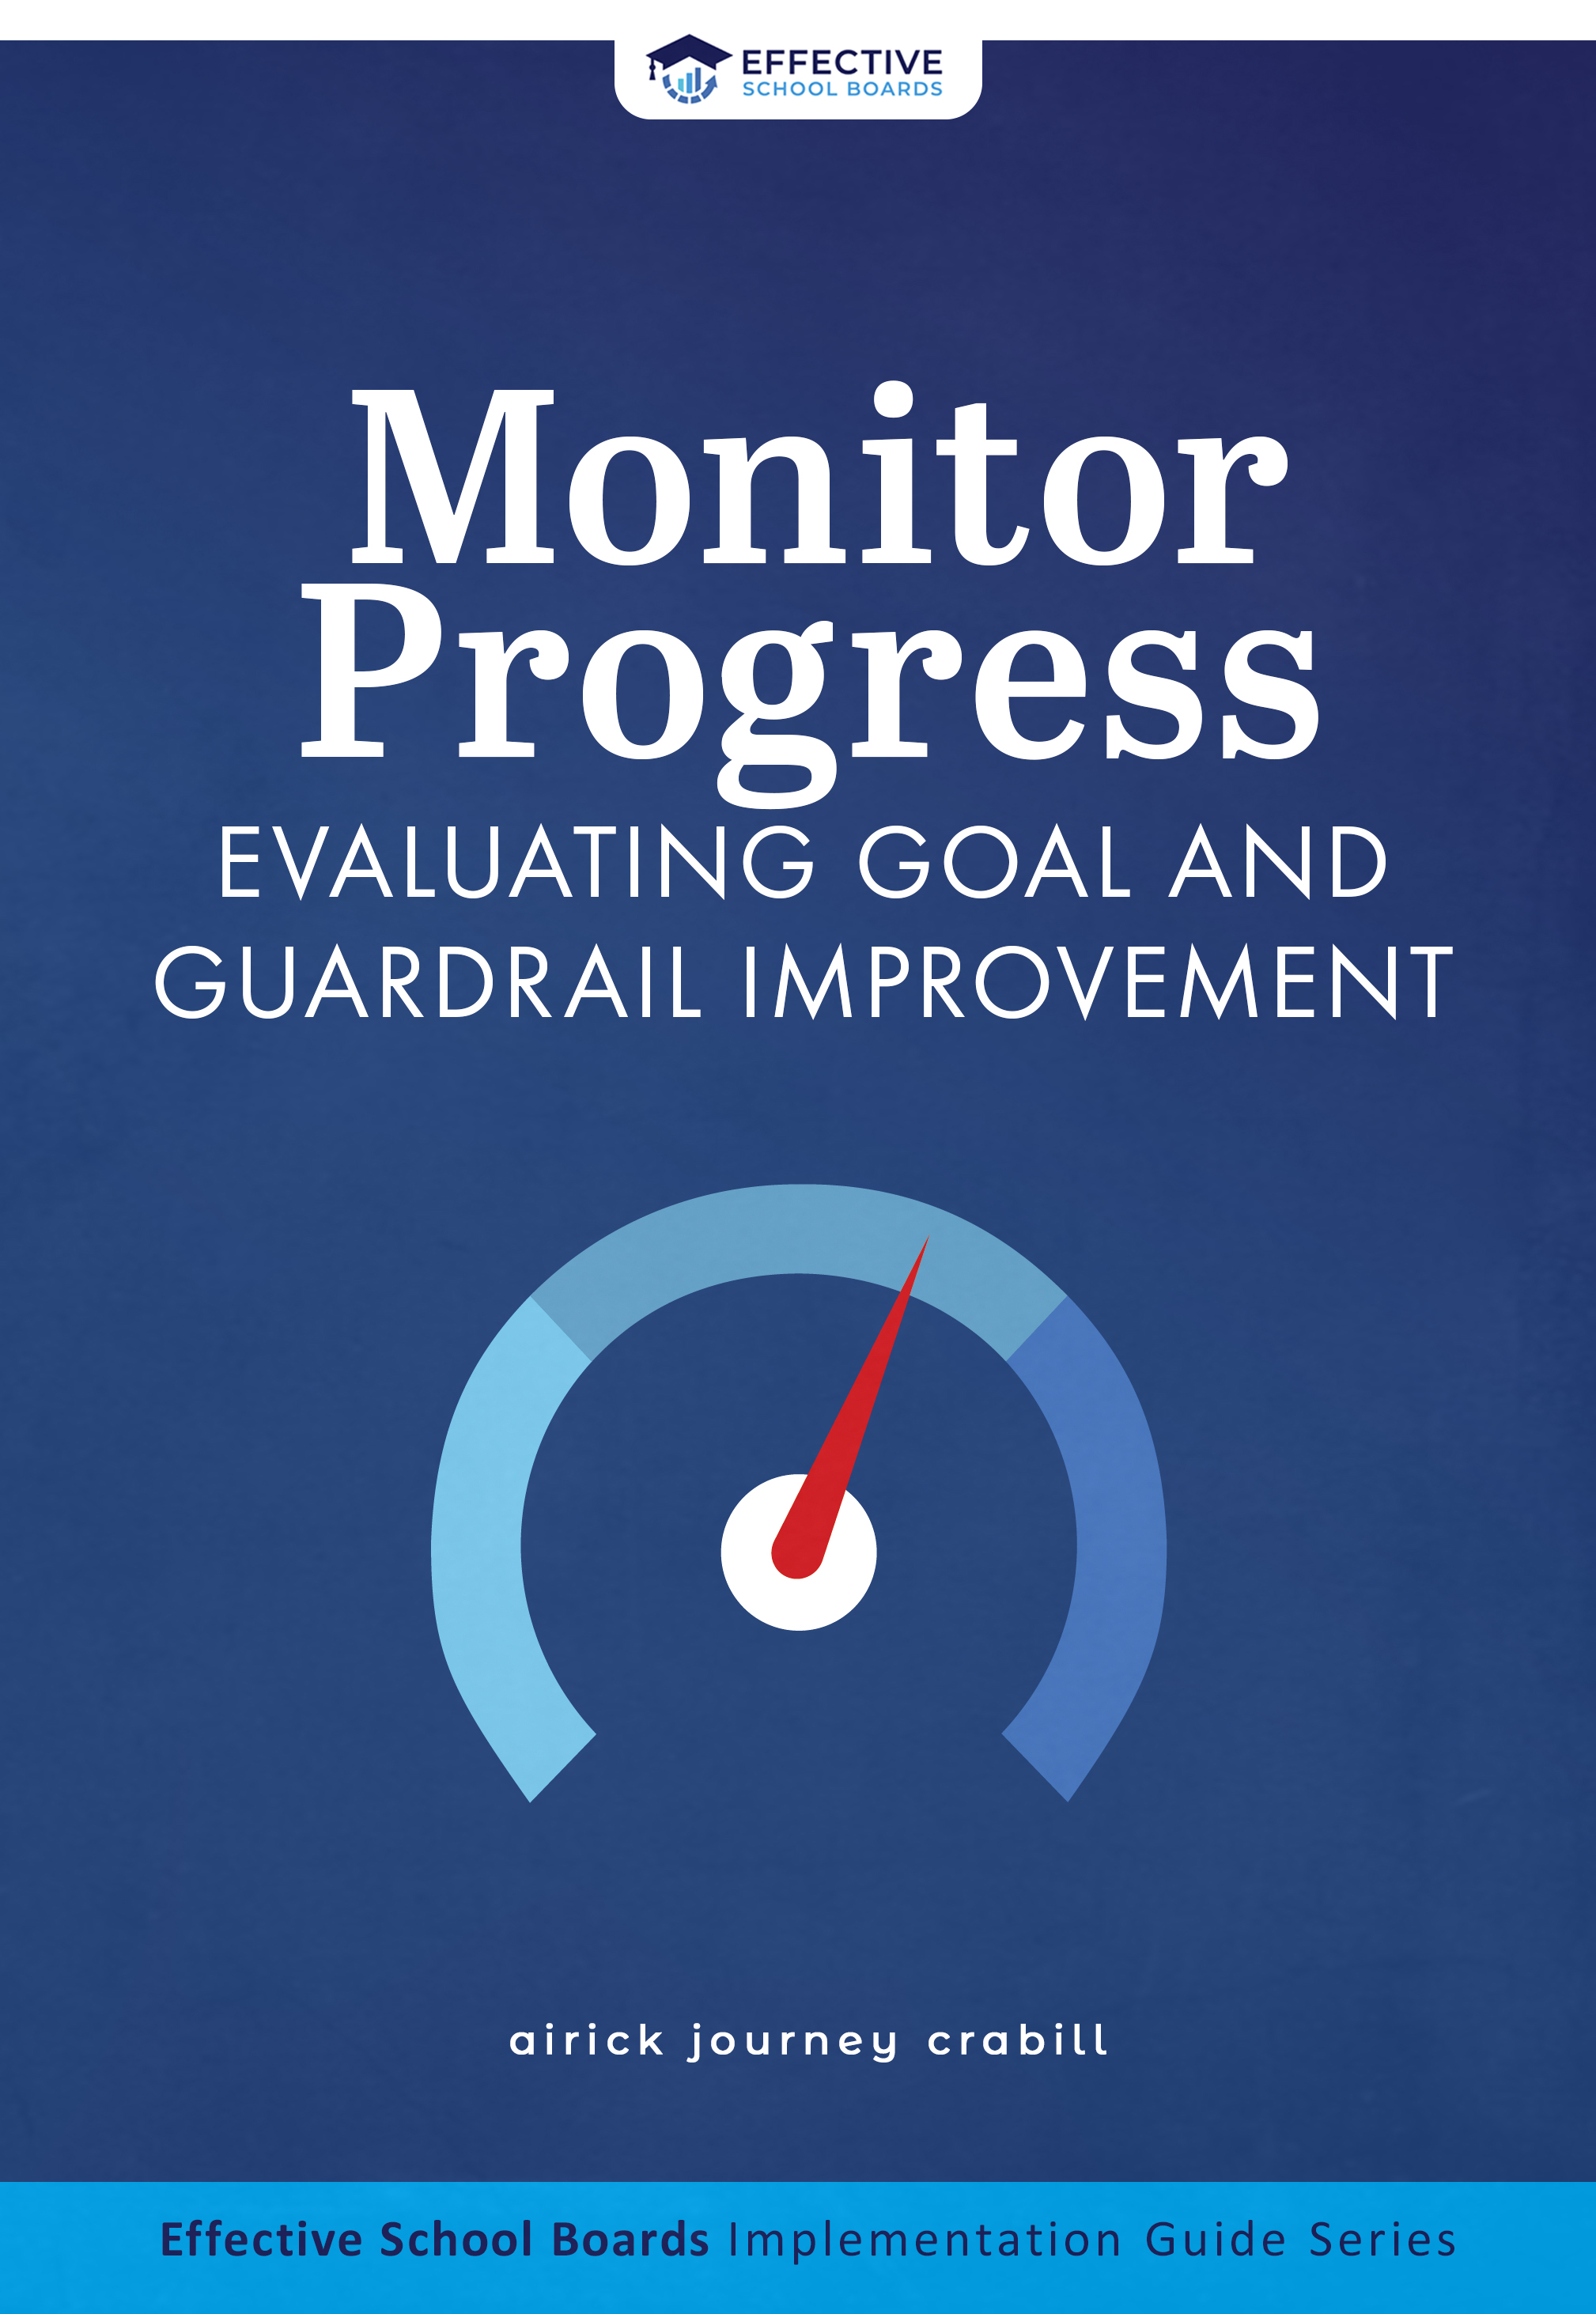 EFFECTIVE
SCHOOL BOARDS
Monitor
Progress
EVALUATING GOAL AND
GUARDRAIL IMPROVEMENT
airick journey crabill
Effective School Boards Implementation Guide Series